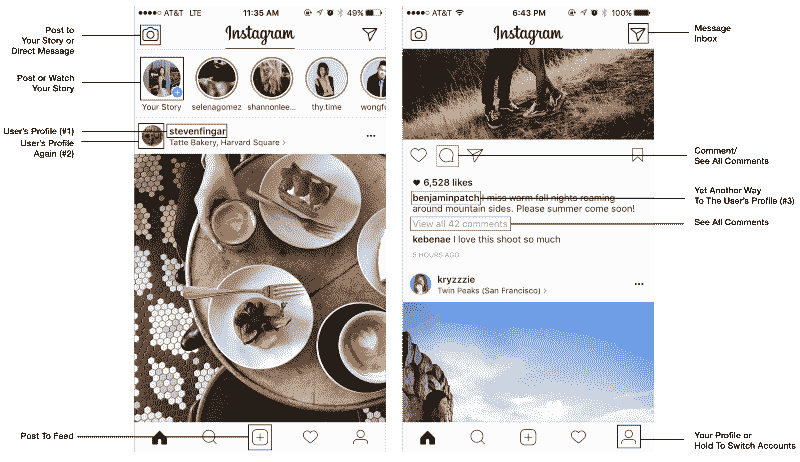 Post to
Your Story or
Direct Message
Post or Watch
Your Story
User's Profile (#1)
User's Profile
Again (#2)
Post To Feed
AT&T LTE 11:35 AM 49%
Instagram
Your Story selenagomez shannonlee... thy.time wongfu
stevenfingar
Tatte Bakery, Harvard Square >
AT&T 6:43 PM 100%
Instagram
6,528 likes
benjaminpatch I miss warm fall nights roaming
around mountain sides. Please summer come soon!
View all 42 comments
kebenae I love this shoot so much
5 HOURS AGO
kryzzzie
Twin Peaks (San Francisco) >
Message
Inbox
Comment/
See All Comments
Yet Another Way
To The User's Profile (#3)
See All Comments
Your Profile or
Hold To Switch Accounts